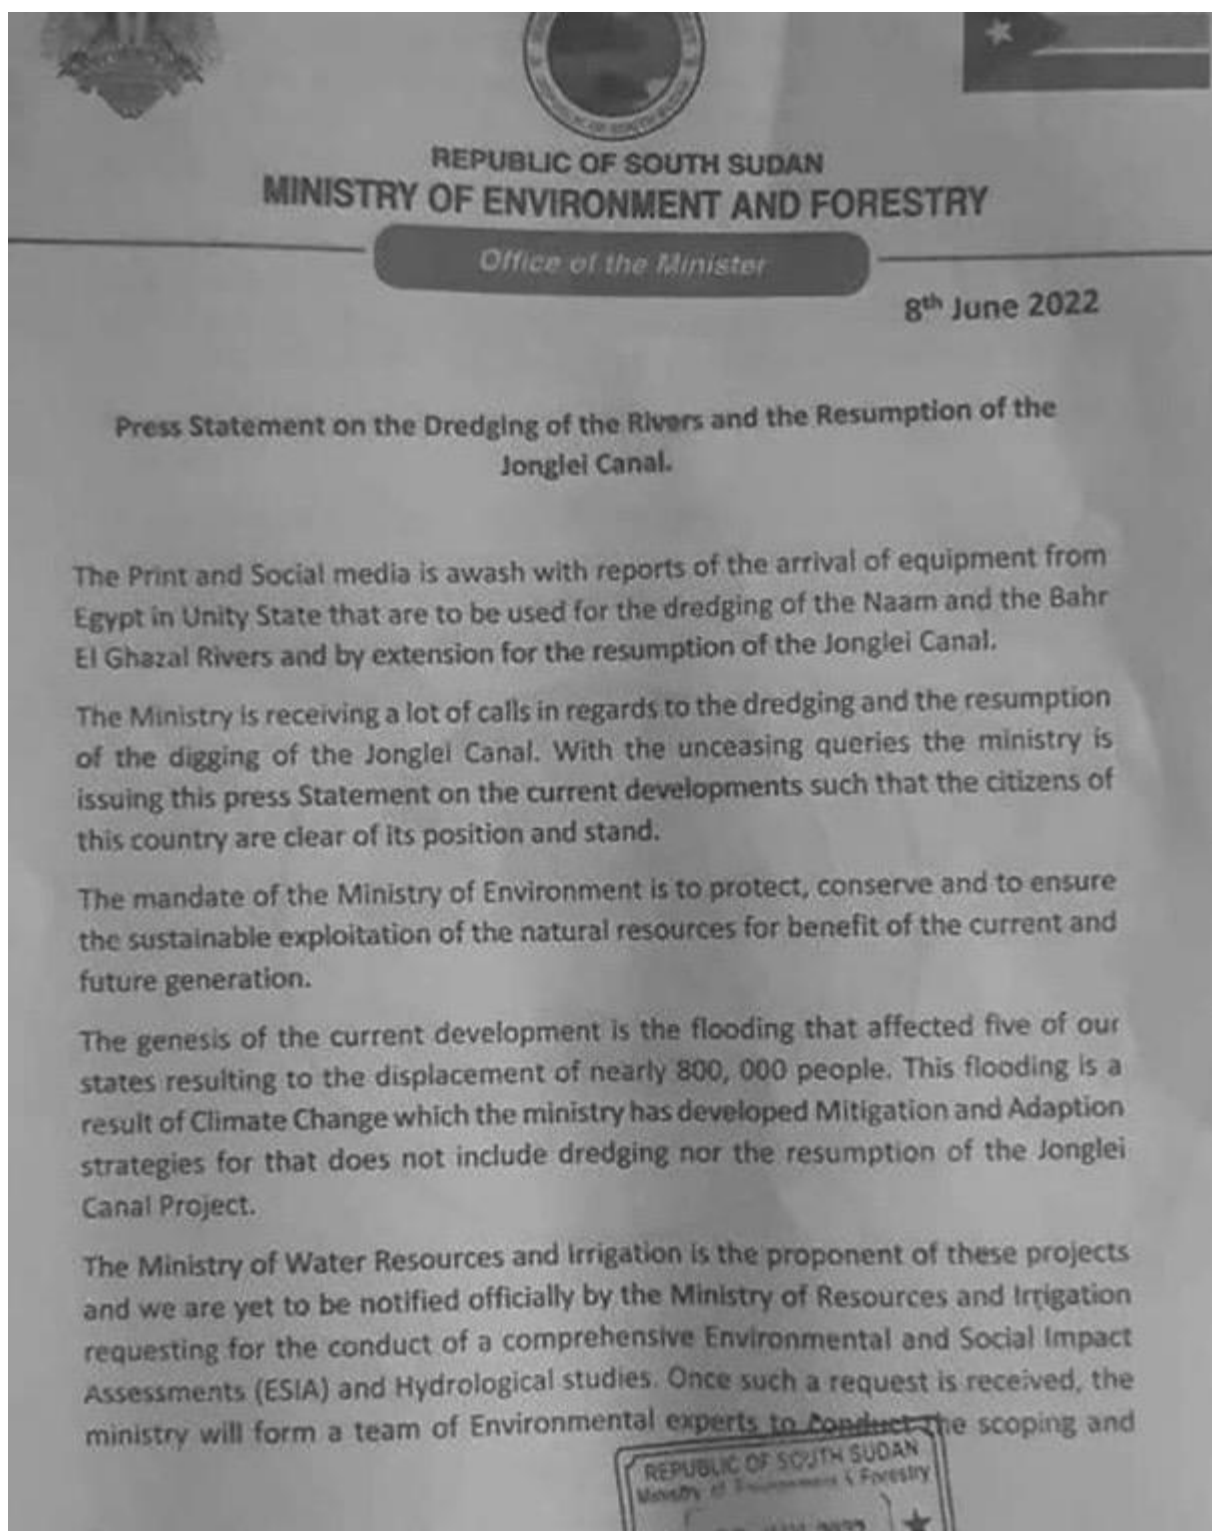 REPUBLIC OF SOUTH SUDAN
MINISTRY OF ENVIRONMENT AND FORESTRY
Office of the Minister
8th June 2022
Press Statement on the Dredging of the Rivers and the Resumption of the
Jonglei Canal.
The Print and Social media is awash with reports of the arrival of equipment from
Egypt in Unity State that are to be used for the dredging of the Naam and the Bahr
El Ghazal Rivers and by extension for the resumption of the Jonglei Canal.
The Ministry is receiving a lot of calls in regards to the dredging and the resumption
of the digging of the Jonglei Canal. With the unceasing queries the ministry is
issuing this press Statement on the current developments such that the citizens of
this country are clear of its position and stand.
The mandate of the Ministry of Environment is to protect, conserve and to ensure
the sustainable exploitation of the natural resources for benefit of the current and
future generation.
The genesis of the current development is the flooding that affected five of our
states resulting to the displacement of nearly 800, 000 people. This flooding is a
result of Climate Change which the ministry has developed Mitigation and Adaption
strategies for that does not include dredging nor the resumption of the Jonglei
Canal Project.
The Ministry of Water Resources and Irrigation is the proponent of these projects
and we are yet to be notified officially by the Ministry of Resources and Irrigation
requesting for the conduct of a comprehensive Environmental and Social Impact
Assessments (ESIA) and Hydrological studies. Once such a request is received, the
ministry will form a team of Environmental experts to conduct the scoping and
REPUBLIC OF SOUTH SUDAN
Ministry of Environment & Forestry
2022